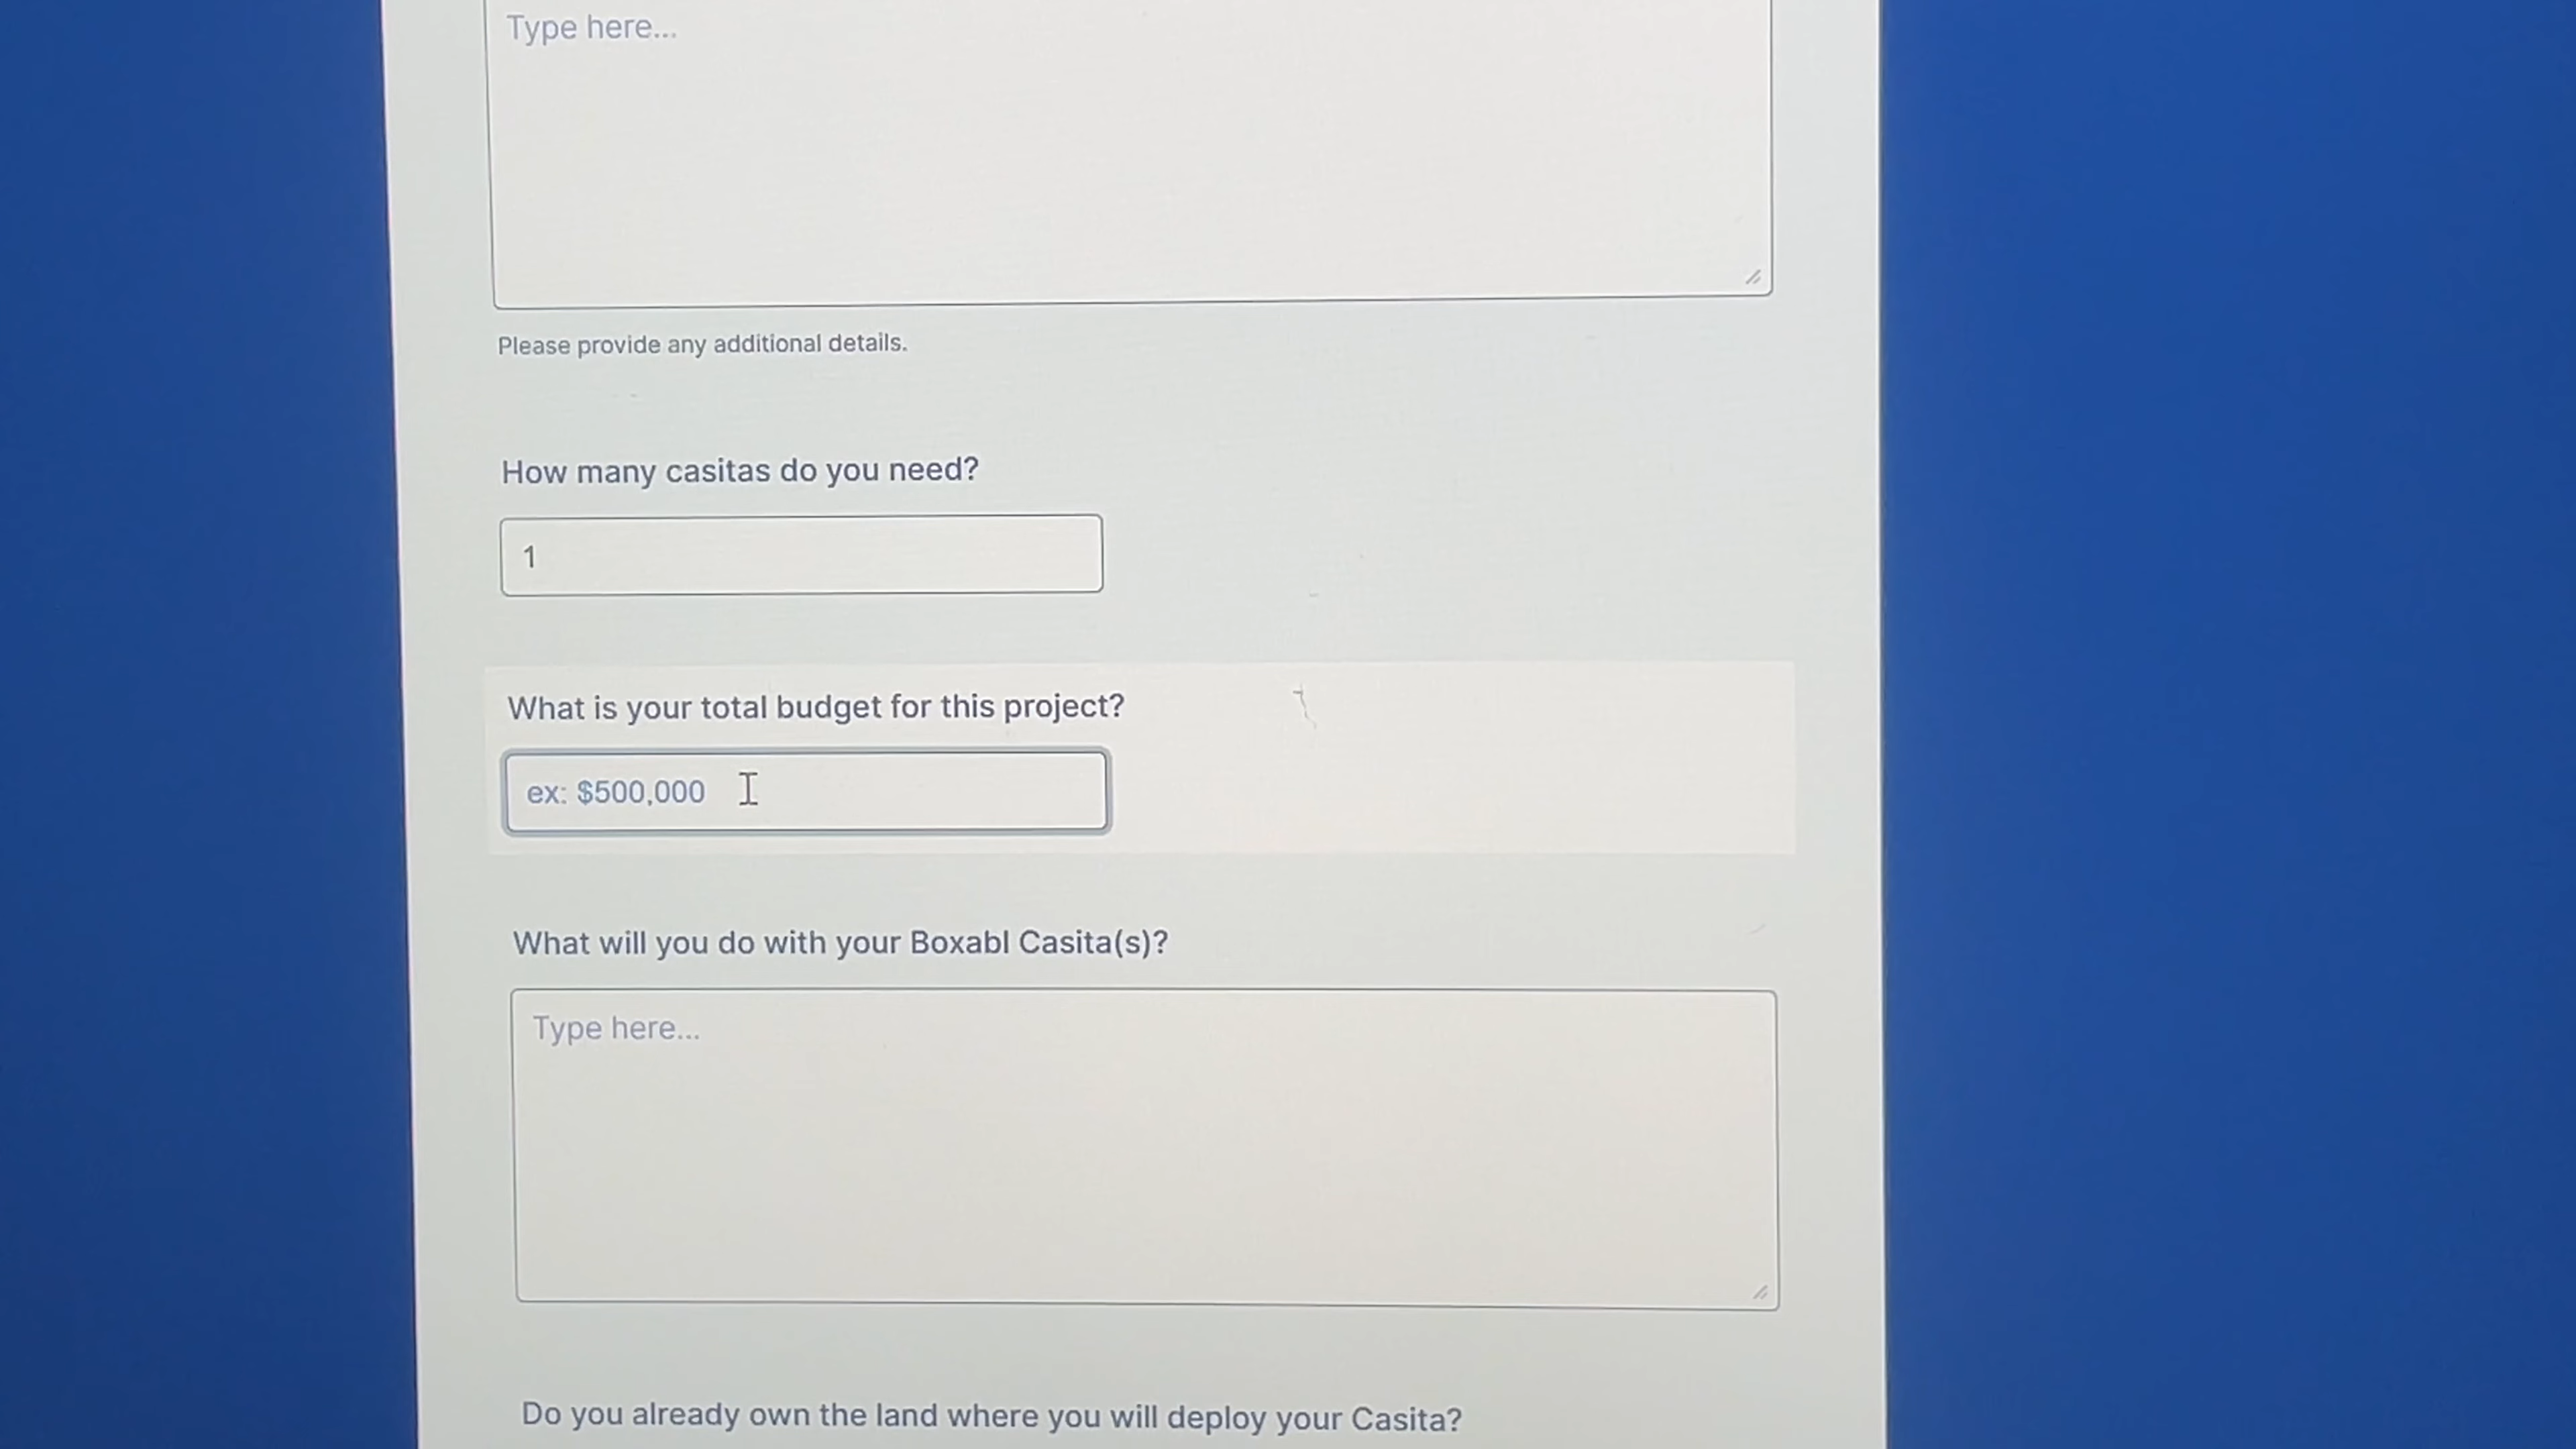 Type here...
Please provide any additional details.
How many casitas do you need?
1
What is your total budget for this project?
ex: $500,000
What will you do with your Boxabl Casita(s)?
Type here...
Do you already own the land where you will deploy your Casita?